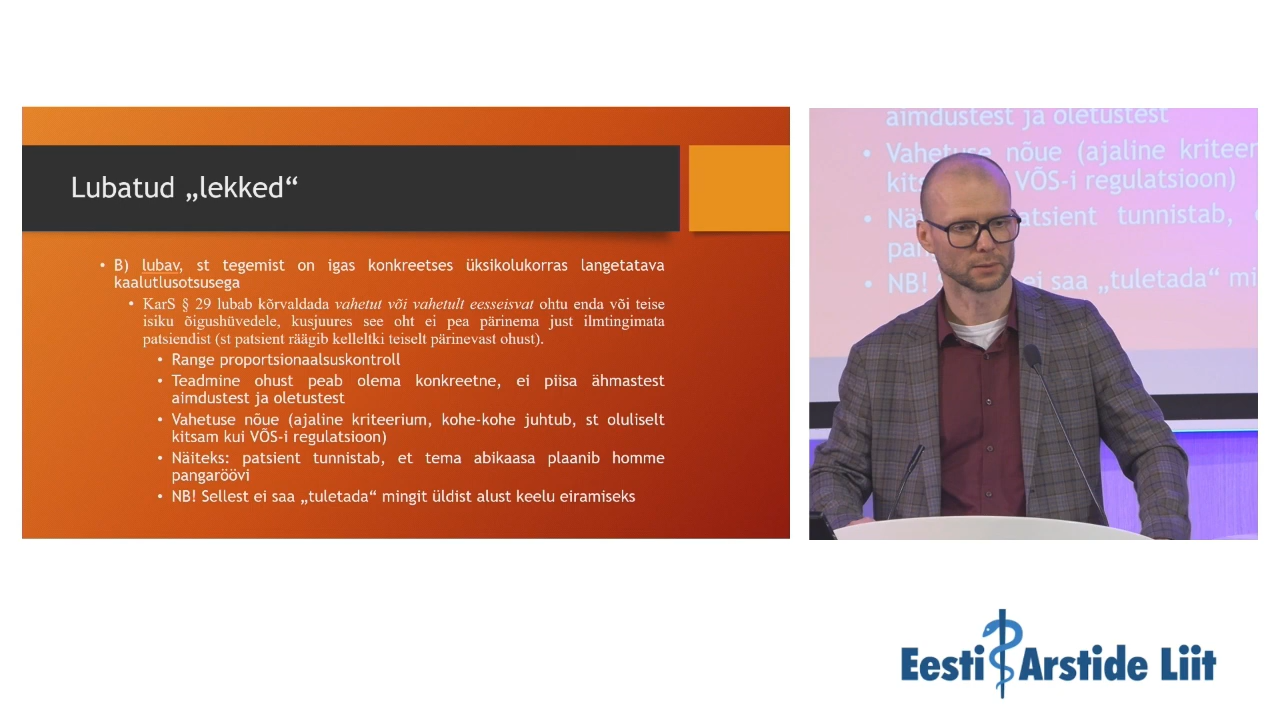 Lubatud „lekked“
• B) lubav, st tegemist on igas konkreetses üksikolukorras langetatava
kaalutlusotsusega
• KarS § 29 lubab kõrvaldada vahetut või vahetult eesseisvat ohtu enda või teise
isiku õigushüvedele, kusjuures see oht ei pea pärinema just ilmtingimata
patsiendist (st patsient räägib kelleltki teiselt pärinevast ohust).
• Range proportsionaalsuskontroll
• Teadmine ohust peab olema konkreetne, ei piisa ähmastest
aimdustest ja oletustest
• Vahetuse nõue (ajaline kriteerium, kohe-kohe juhtub, st oluliselt
kitsam kui VÕS-i regulatsioon)
• Näiteks: patsient tunnistab, et tema abikaasa plaanib homme
pangaröövi
• NB! Sellest ei saa „tuletada“ mingit üldist alust keelu eiramiseks
aimdustest ja oletustest
• Vahetuse nõue (ajaline
VÕS-i regulatsioon)
• tunnistab,
• NB! ei saa „tuletada“
Eesti Arstide Liit